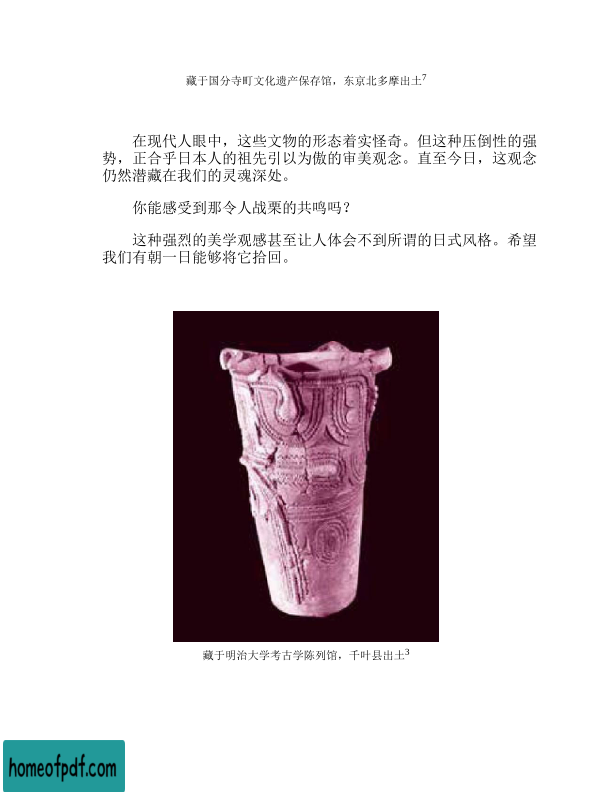 藏于国分寺町文化遗产保存馆，东京北多摩出土7
在现代人眼中，这些文物的形态着实怪奇。但这种压倒性的强
势，正合乎日本人的祖先引以为傲的审美观念。直至今日，这观念
仍然潜藏在我们的灵魂深处。
你能感受到那令人战栗的共鸣吗？
这种强烈的美学观感甚至让人体会不到所谓的日式风格。希望
我们有朝一日能够将它拾回。
藏于明治大学考古学陈列馆，千叶县出土3
homeofpdf.com